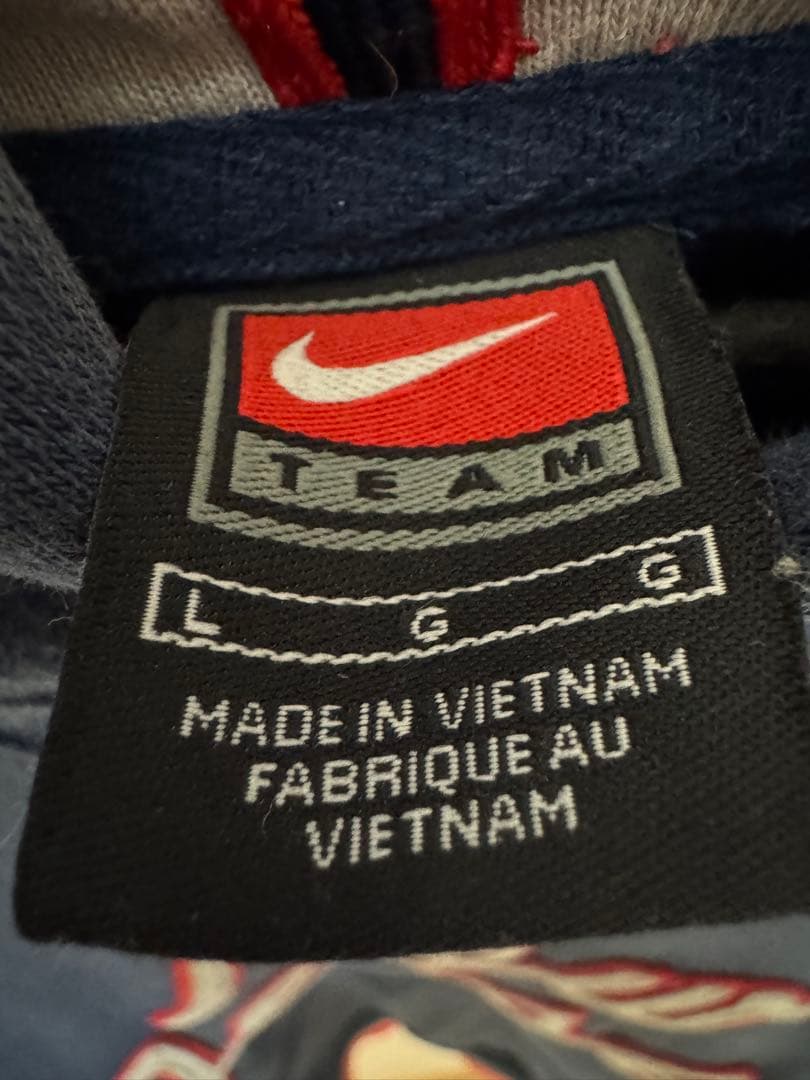 TEAM
L G G
MADE IN VIETNAM
FABRIQUE AU
VIETNAM